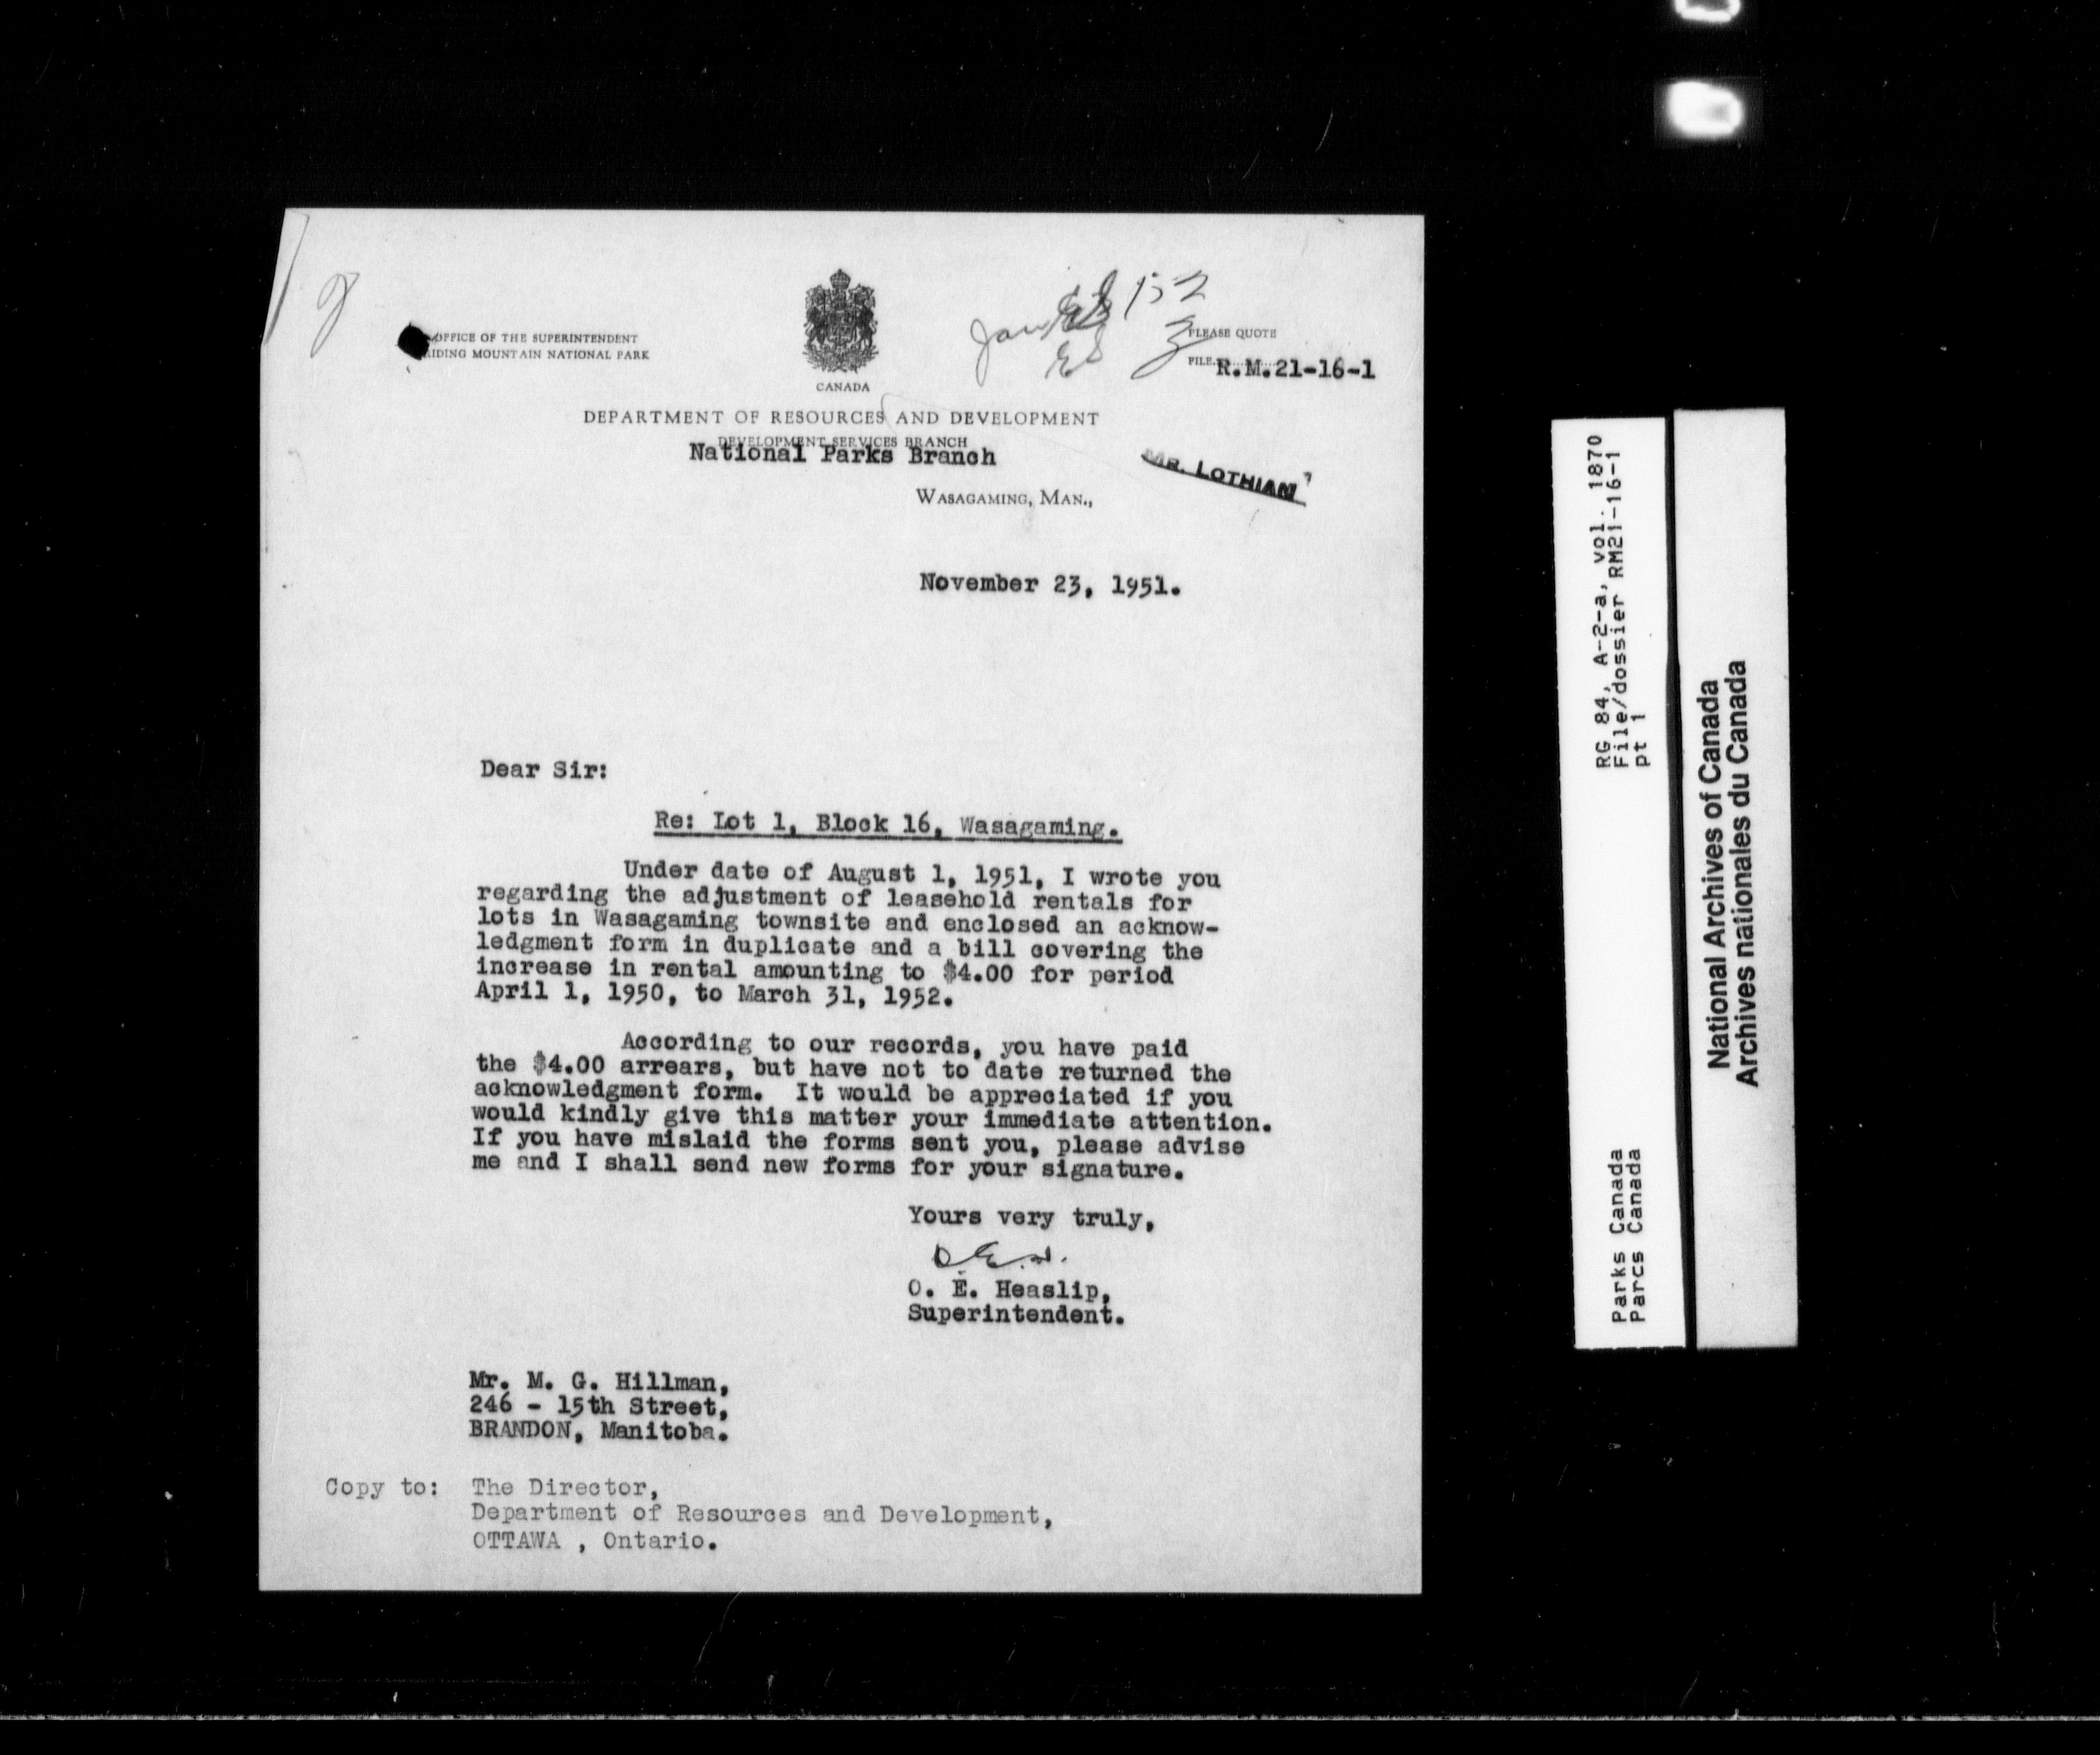 OFFICE OF THE SUPERINTENDENT
RIDING MOUNTAIN NATIONAL PARK
CANADA
PLEASE QUOTE
FILE R.M.21-16-1
DEPARTMENT OF RESOURCES AND DEVELOPMENT
DEVELOPMENT SERVICES BRANCH
National Parks Branch
MR. LOTHIAN
WASAGAMING, MAN.,
November 23, 1951.
Dear Sir:
Re: Lot 1, Block 16, Wasagaming.
Under date of August 1, 1951, I wrote you
regarding the adjustment of leasehold rentals for
lots in Wasagaming townsite and enclosed an acknow-
ledgment form in duplicate and a bill covering the
increase in rental amounting to $4.00 for period
April 1, 1950, to March 31, 1952.
According to our records, you have paid
the $4.00 arrears, but have not to date returned the
acknowledgment form. It would be appreciated if you
would kindly give this matter your immediate attention.
If you have mislaid the forms sent you, please advise
me and I shall send new forms for your signature.
Yours very truly,
O.E.H.
O. E. Heaslip,
Superintendent.
Mr. M. G. Hillman,
246 - 15th Street,
BRANDON, Manitoba.
Copy to: The Director,
Department of Resources and Development,
OTTAWA , Ontario.
RG 84, A-2-a, vol. 1870
File/dossier RM21-16-1
pt 1
Parks Canada
Parcs Canada
National Archives of Canada
Archives nationales du Canada